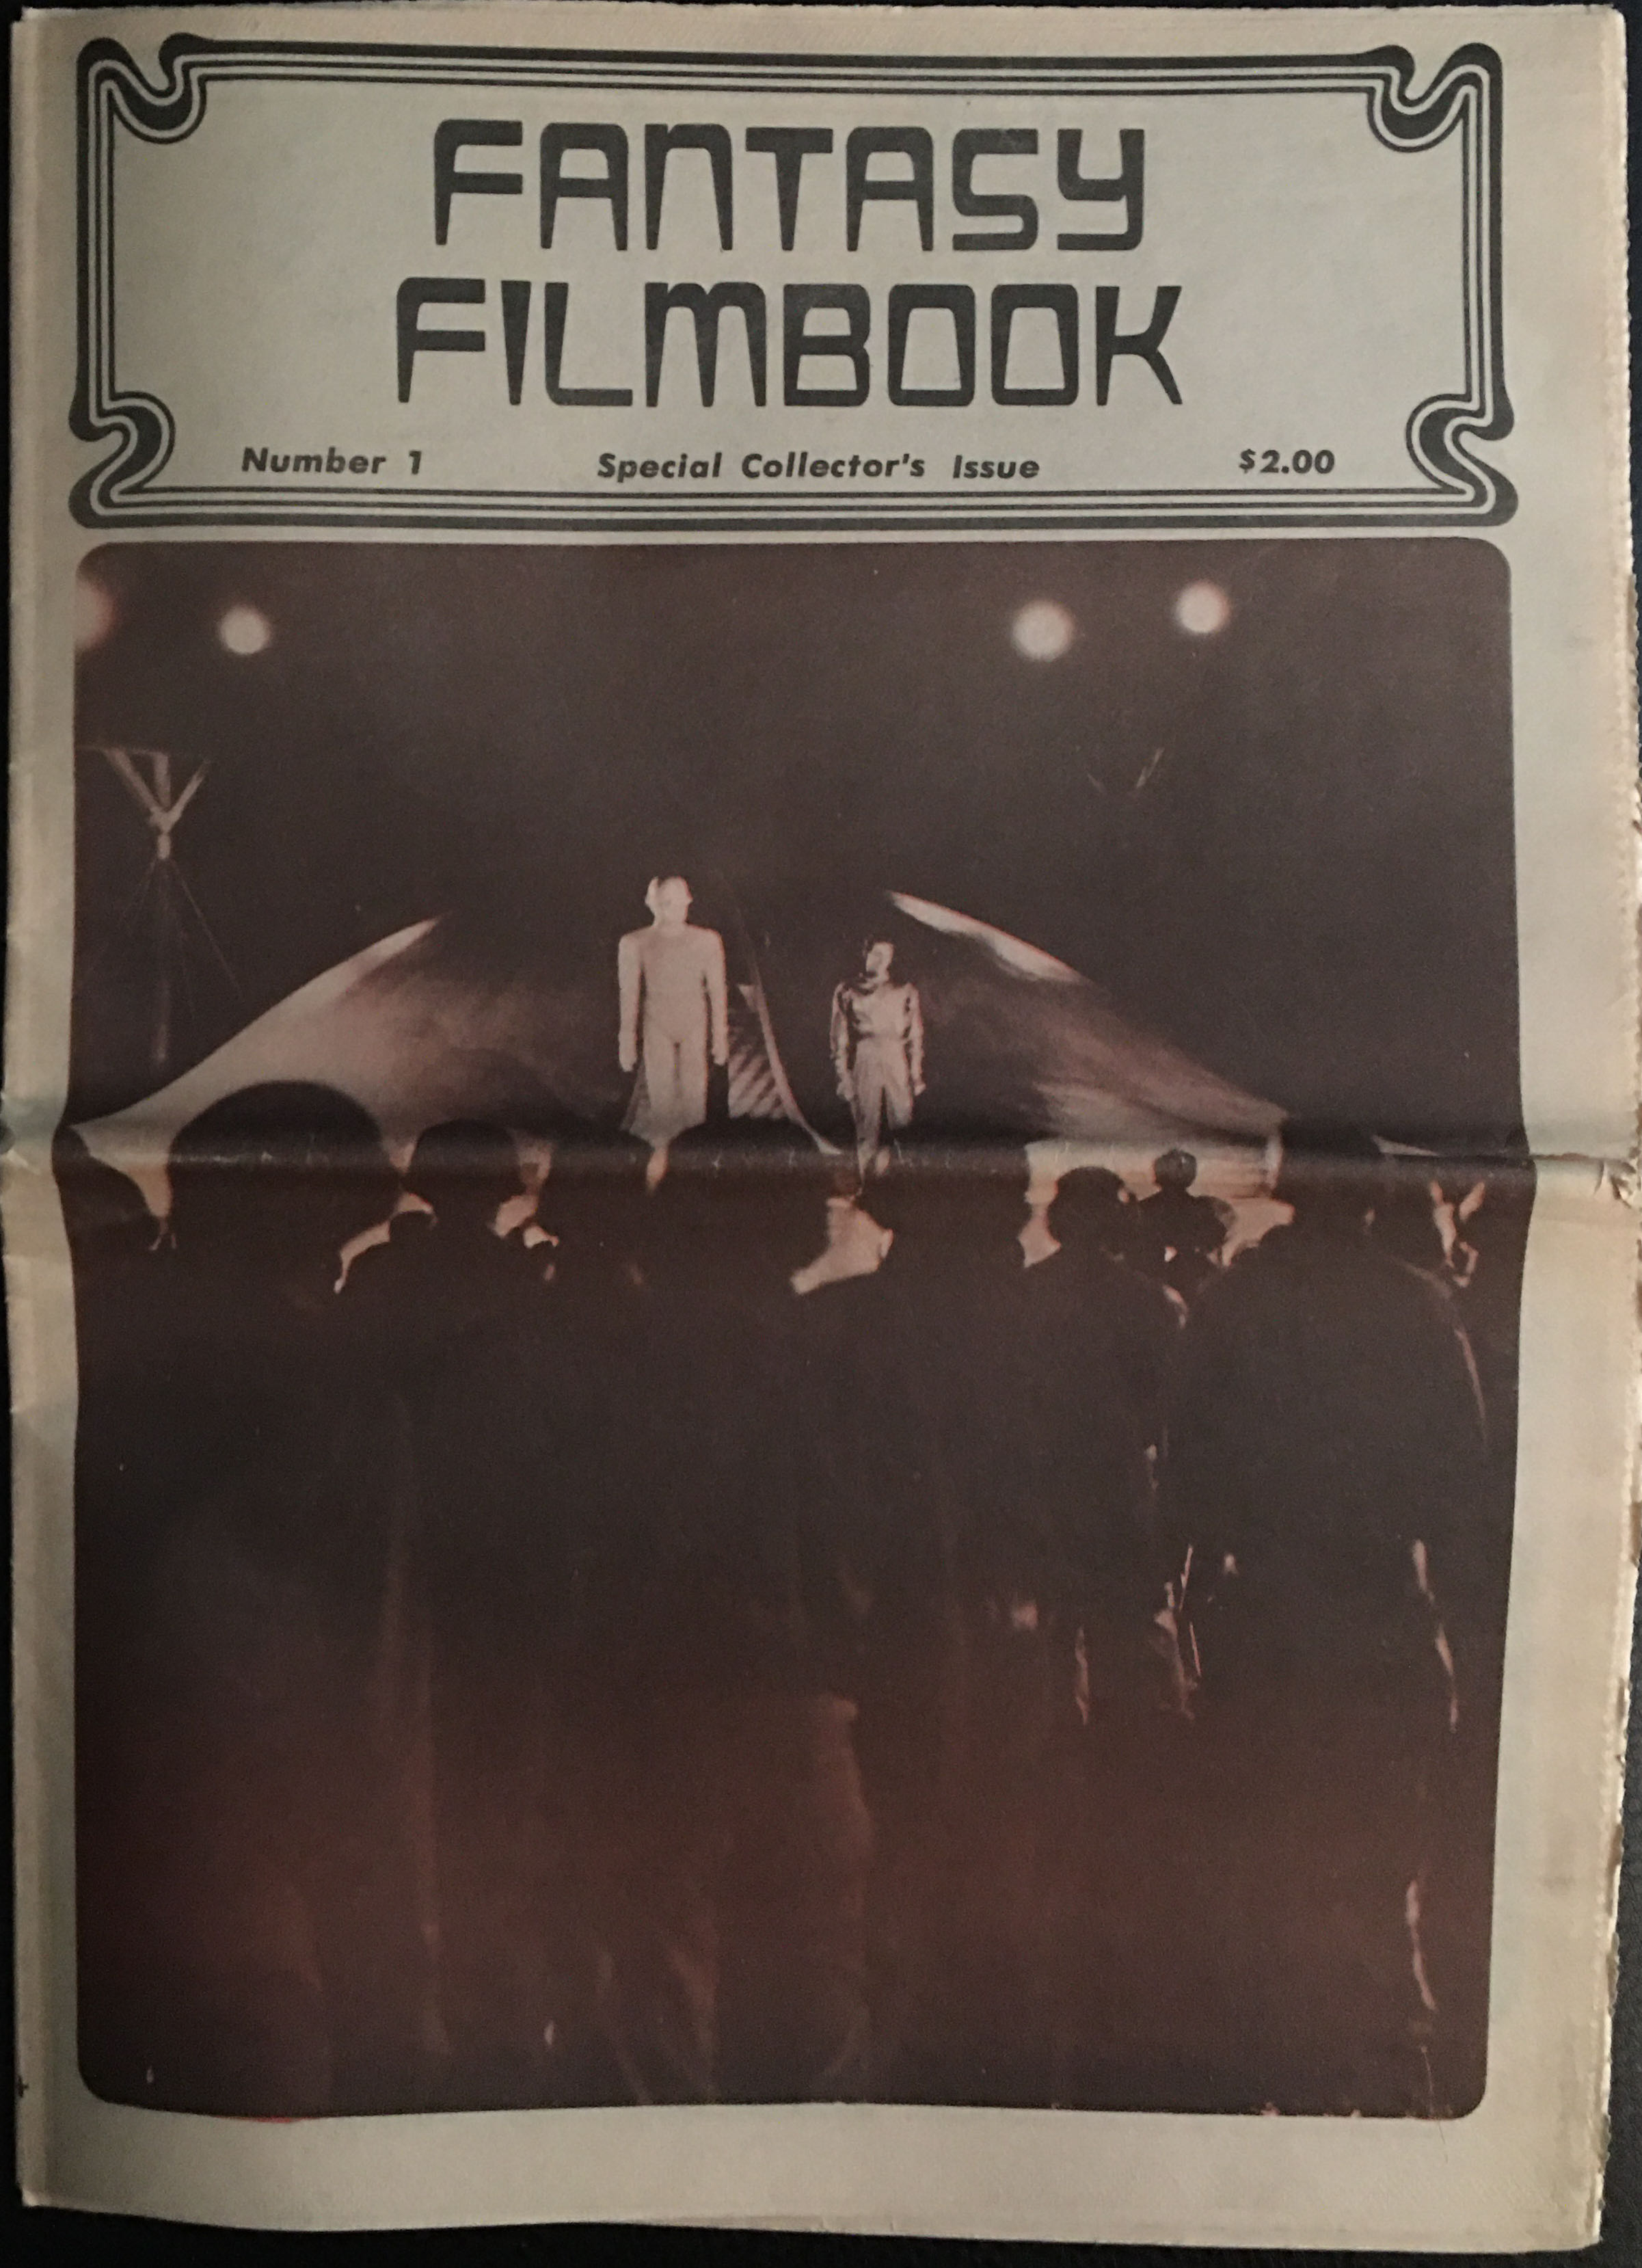 FANTASY
FILMBOOK
Number 1 Special Collector's Issue $2.00